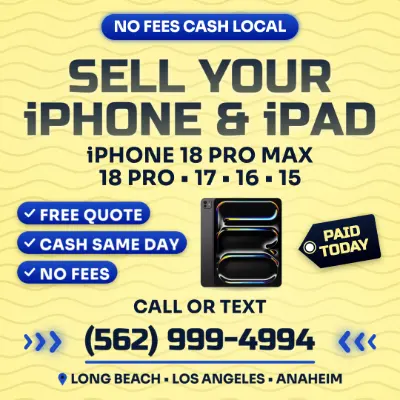 NO FEES CASH LOCAL
SELL YOUR
iPHONE & iPAD
iPHONE 18 PRO MAX
18 PRO ▪ 17 ▪ 16 ▪ 15
✓ FREE QUOTE
✓ CASH SAME DAY
✓ NO FEES
PAID
TODAY
CALL OR TEXT
(562) 999-4994
LONG BEACH ▪ LOS ANGELES ▪ ANAHEIM